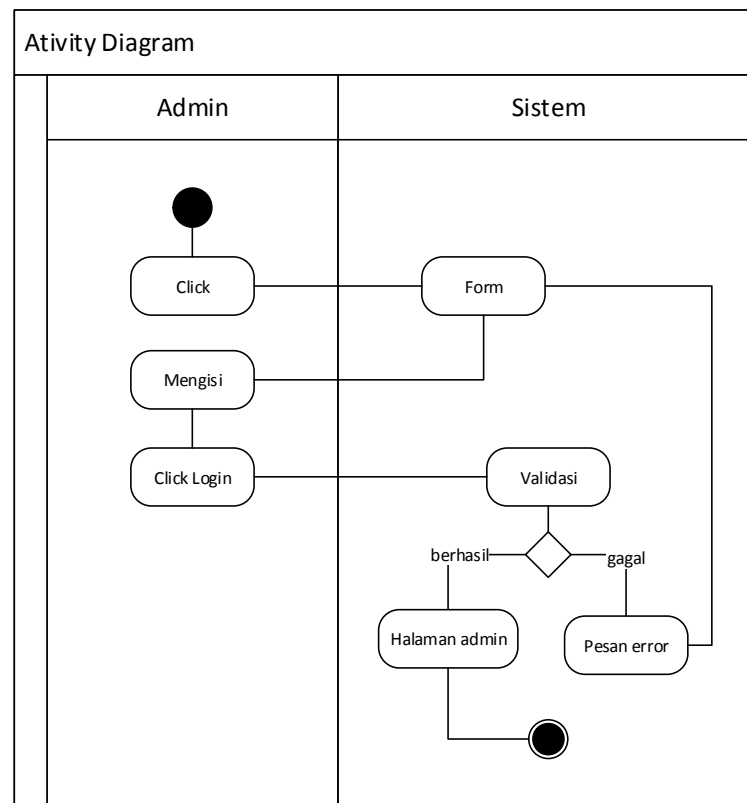 Ativity Diagram
Admin
Sistem
Click
Form
Mengisi
Click Login
Validasi
berhasil
gagal
Halaman admin
Pesan error